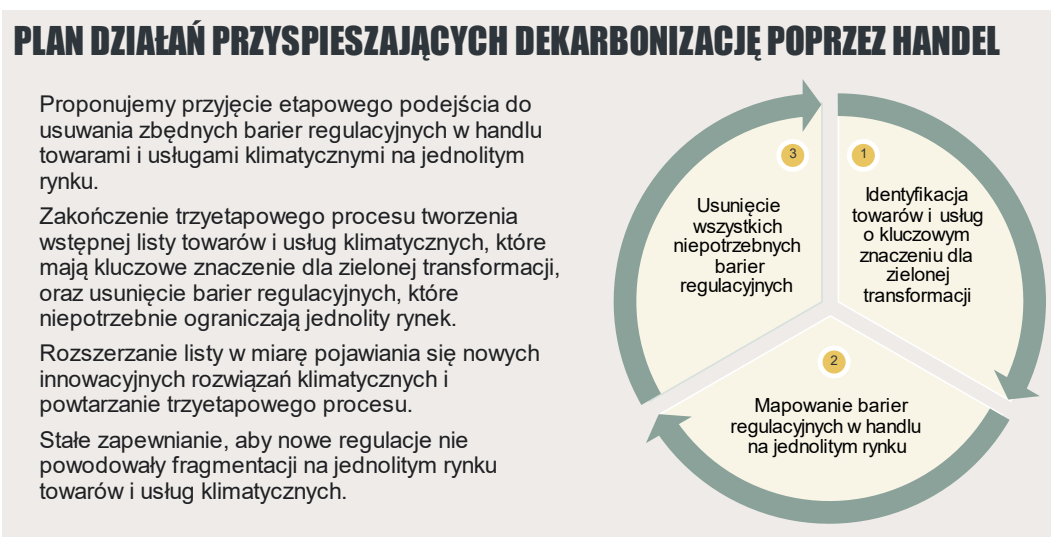 PLAN DZIAŁAŃ PRZYSPIESZAJĄCYCH DEKARBONIZACJĘ POPRZEZ HANDEL
Proponujemy przyjęcie etapowego podejścia do
usuwania zbędnych barier regulacyjnych w handlu
towarami i usługami klimatycznymi na jednolitym
rynku.
Zakończenie trzyetapowego procesu tworzenia
wstępnej listy towarów i usług klimatycznych, które
mają kluczowe znaczenie dla zielonej transformacji,
oraz usunięcie barier regulacyjnych, które
niepotrzebnie ograniczają jednolity rynek.
Rozszerzanie listy w miarę pojawiania się nowych
innowacyjnych rozwiązań klimatycznych i
powtarzanie trzyetapowego procesu.
Stałe zapewnianie, aby nowe regulacje nie
powodowały fragmentacji na jednolitym rynku
towarów i usług klimatycznych.
1
Identyfikacja
towarów i usług
o kluczowym
znaczeniu dla
zielonej
transformacji
2
Mapowanie barier
regulacyjnych w handlu
na jednolitym rynku
3
Usunięcie
wszystkich
niepotrzebnych
barier
regulacyjnych